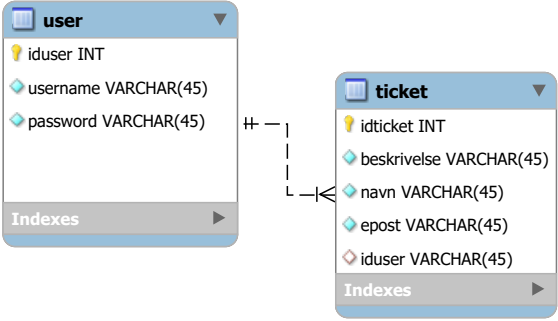 user
iduser INT
username VARCHAR(45)
password VARCHAR(45)
Indexes
ticket
idticket INT
beskrivelse VARCHAR(45)
navn VARCHAR(45)
epost VARCHAR(45)
iduser VARCHAR(45)
Indexes